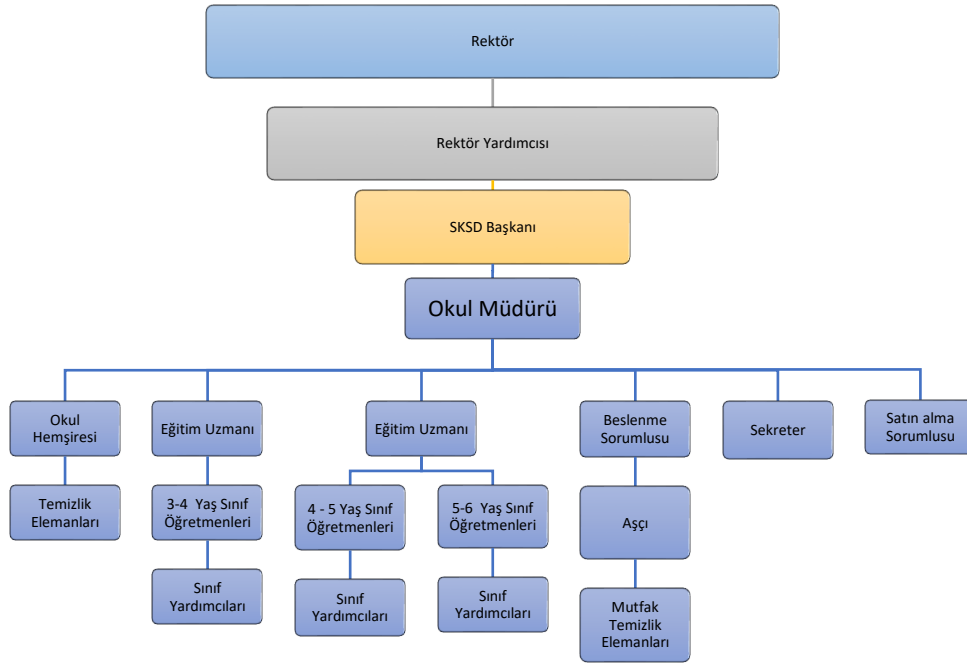 Rektör
Rektör Yardımcısı
SKSD Başkanı
Okul Müdürü
Okul
Hemşiresi
Eğitim Uzmanı
Eğitim Uzmanı
Beslenme
Sorumlusu
Sekreter
Satın alma
Sorumlusu
Temizlik
Elemanları
3-4 Yaş Sınıf
Öğretmenleri
4 - 5 Yaş Sınıf
Öğretmenleri
5-6 Yaş Sınıf
Öğretmenleri
Aşçı
Sınıf
Yardımcıları
Sınıf
Yardımcıları
Sınıf
Yardımcıları
Mutfak
Temizlik
Elemanları